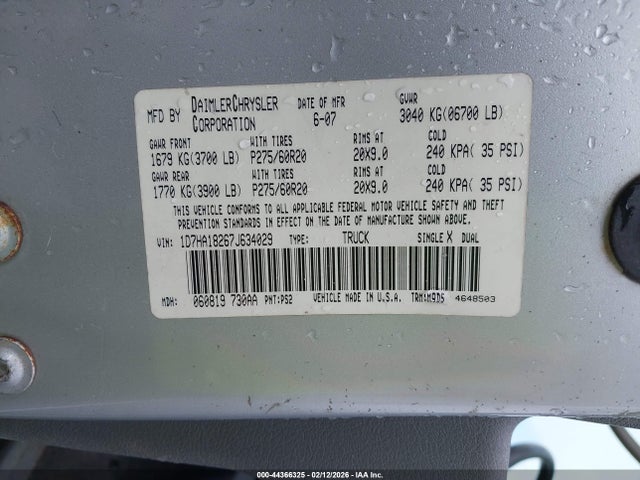 MFD BY DAIMLERCHRYSLER CORPORATION DATE OF MFR 6-07 GVWR 3040 KG(06700 LB)
GAWR FRONT WITH TIRES RIMS AT COLD
1679 KG(3700 LB) P275/60R20 20X9.0 240 KPA( 35 PSI)
GAWR REAR WITH TIRES RIMS AT COLD
1770 KG(3900 LB) P275/60R20 20X9.0 240 KPA( 35 PSI)
THIS VEHICLE CONFORMS TO ALL APPLICABLE FEDERAL MOTOR VEHICLE SAFETY AND THEFT
PREVENTION STANDARDS IN EFFECT ON THE DATE OF MANUFACTURE SHOWN ABOVE.
VIN: 1D7HA18267J634029 TYPE: TRUCK SINGLE X DUAL
MDH: 060819 730AA PNT:PS2 VEHICLE MADE IN U.S.A. TRM:M9D5 4648503
000-44366325 - 02/12/2026 - IAA Inc.